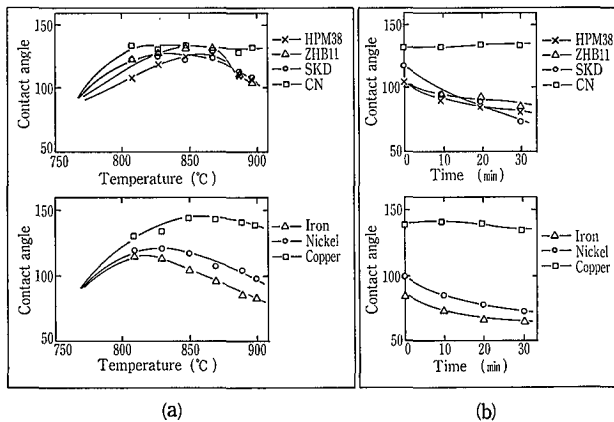 Contact angle
150
100
50
750
800
850
900
Temperature (℃)
HPM38
ZHB11
SKD
CN
Contact angle
150
100
50
0
10
20
30
Time (min)
HPM38
ZHB11
SKD
CN
Contact angle
150
100
50
750
800
850
900
Temperature (℃)
Iron
Nickel
Copper
Contact angle
150
100
50
0
10
20
30
Time (min)
Iron
Nickel
Copper
(a)
(b)